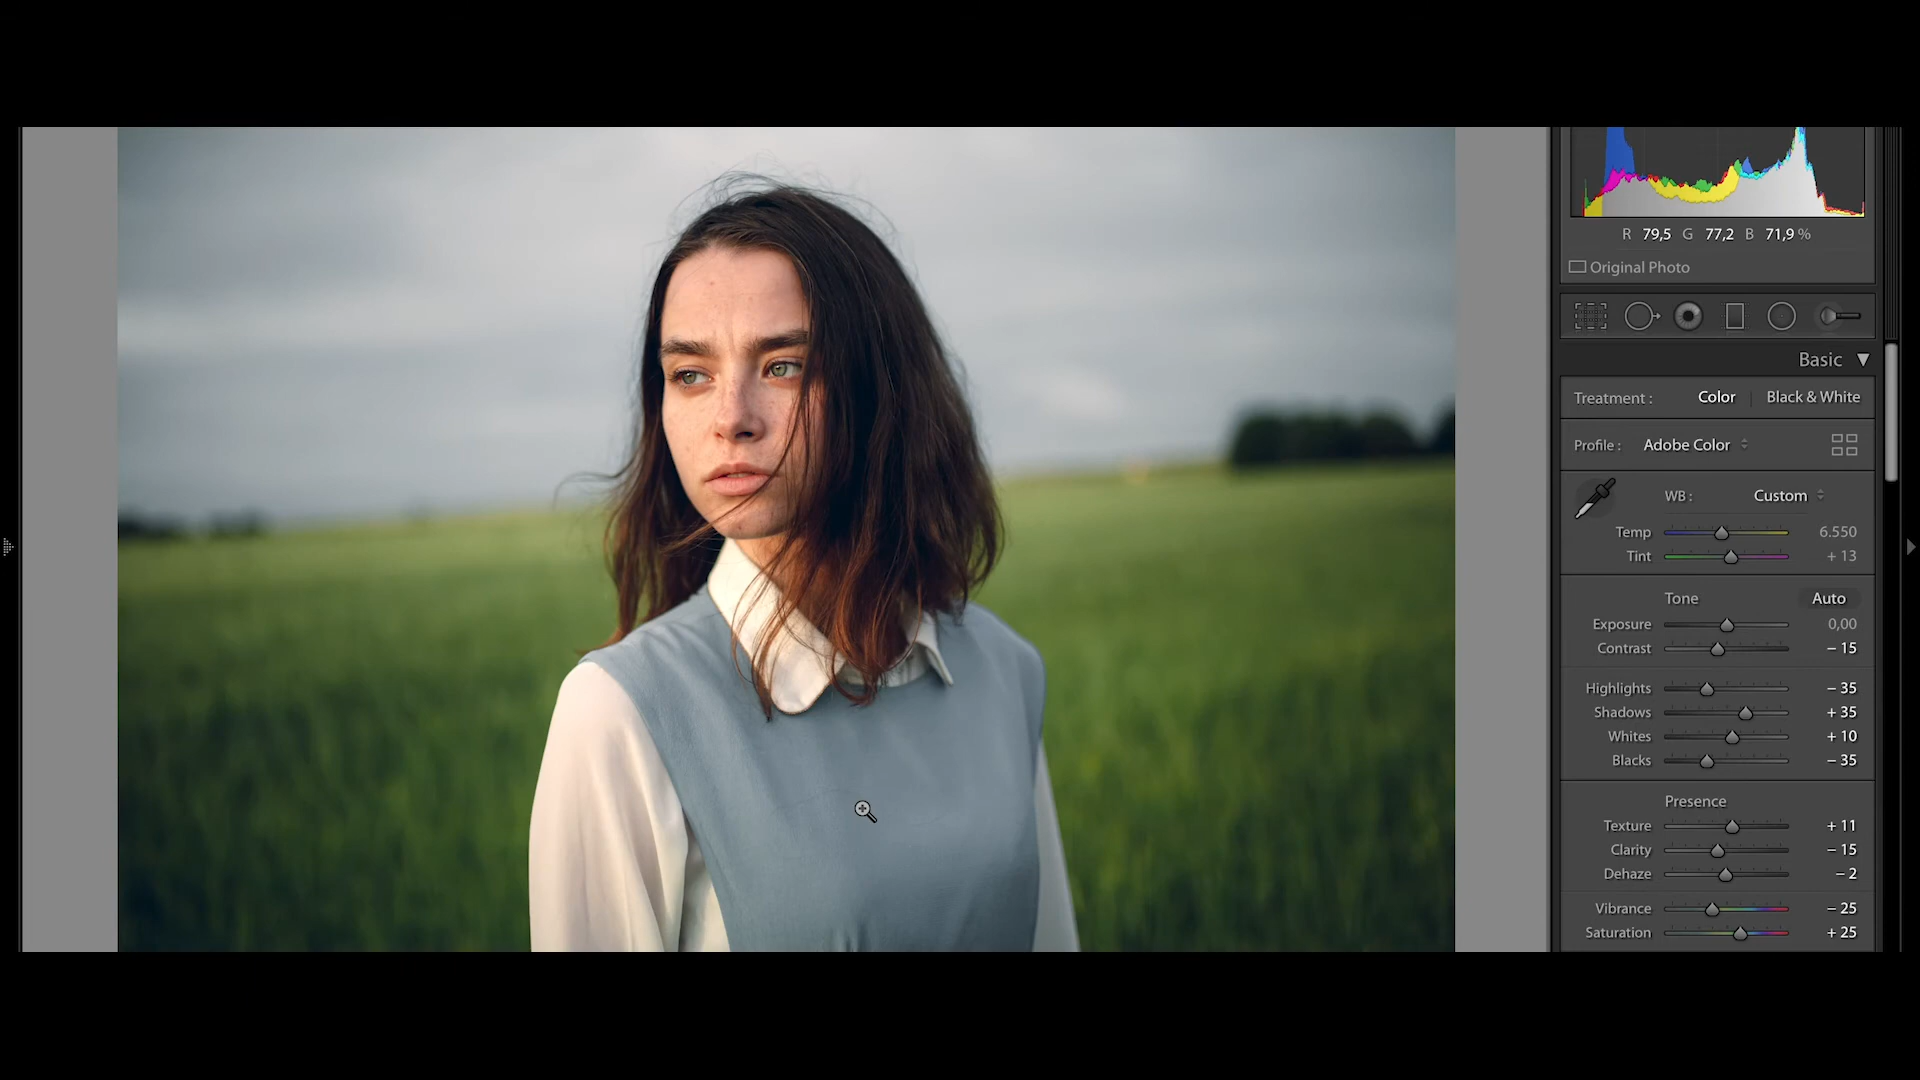 R 79,5 G 77,2 B 71,9 %
Original Photo
Basic
Treatment : Color Black & White
Profile : Adobe Color
WB : Custom
Temp 6.550
Tint + 13
Tone Auto
Exposure 0,00
Contrast − 15
Highlights − 35
Shadows + 35
Whites + 10
Blacks − 35
Presence
Texture + 11
Clarity − 15
Dehaze − 2
Vibrance − 25
Saturation + 25